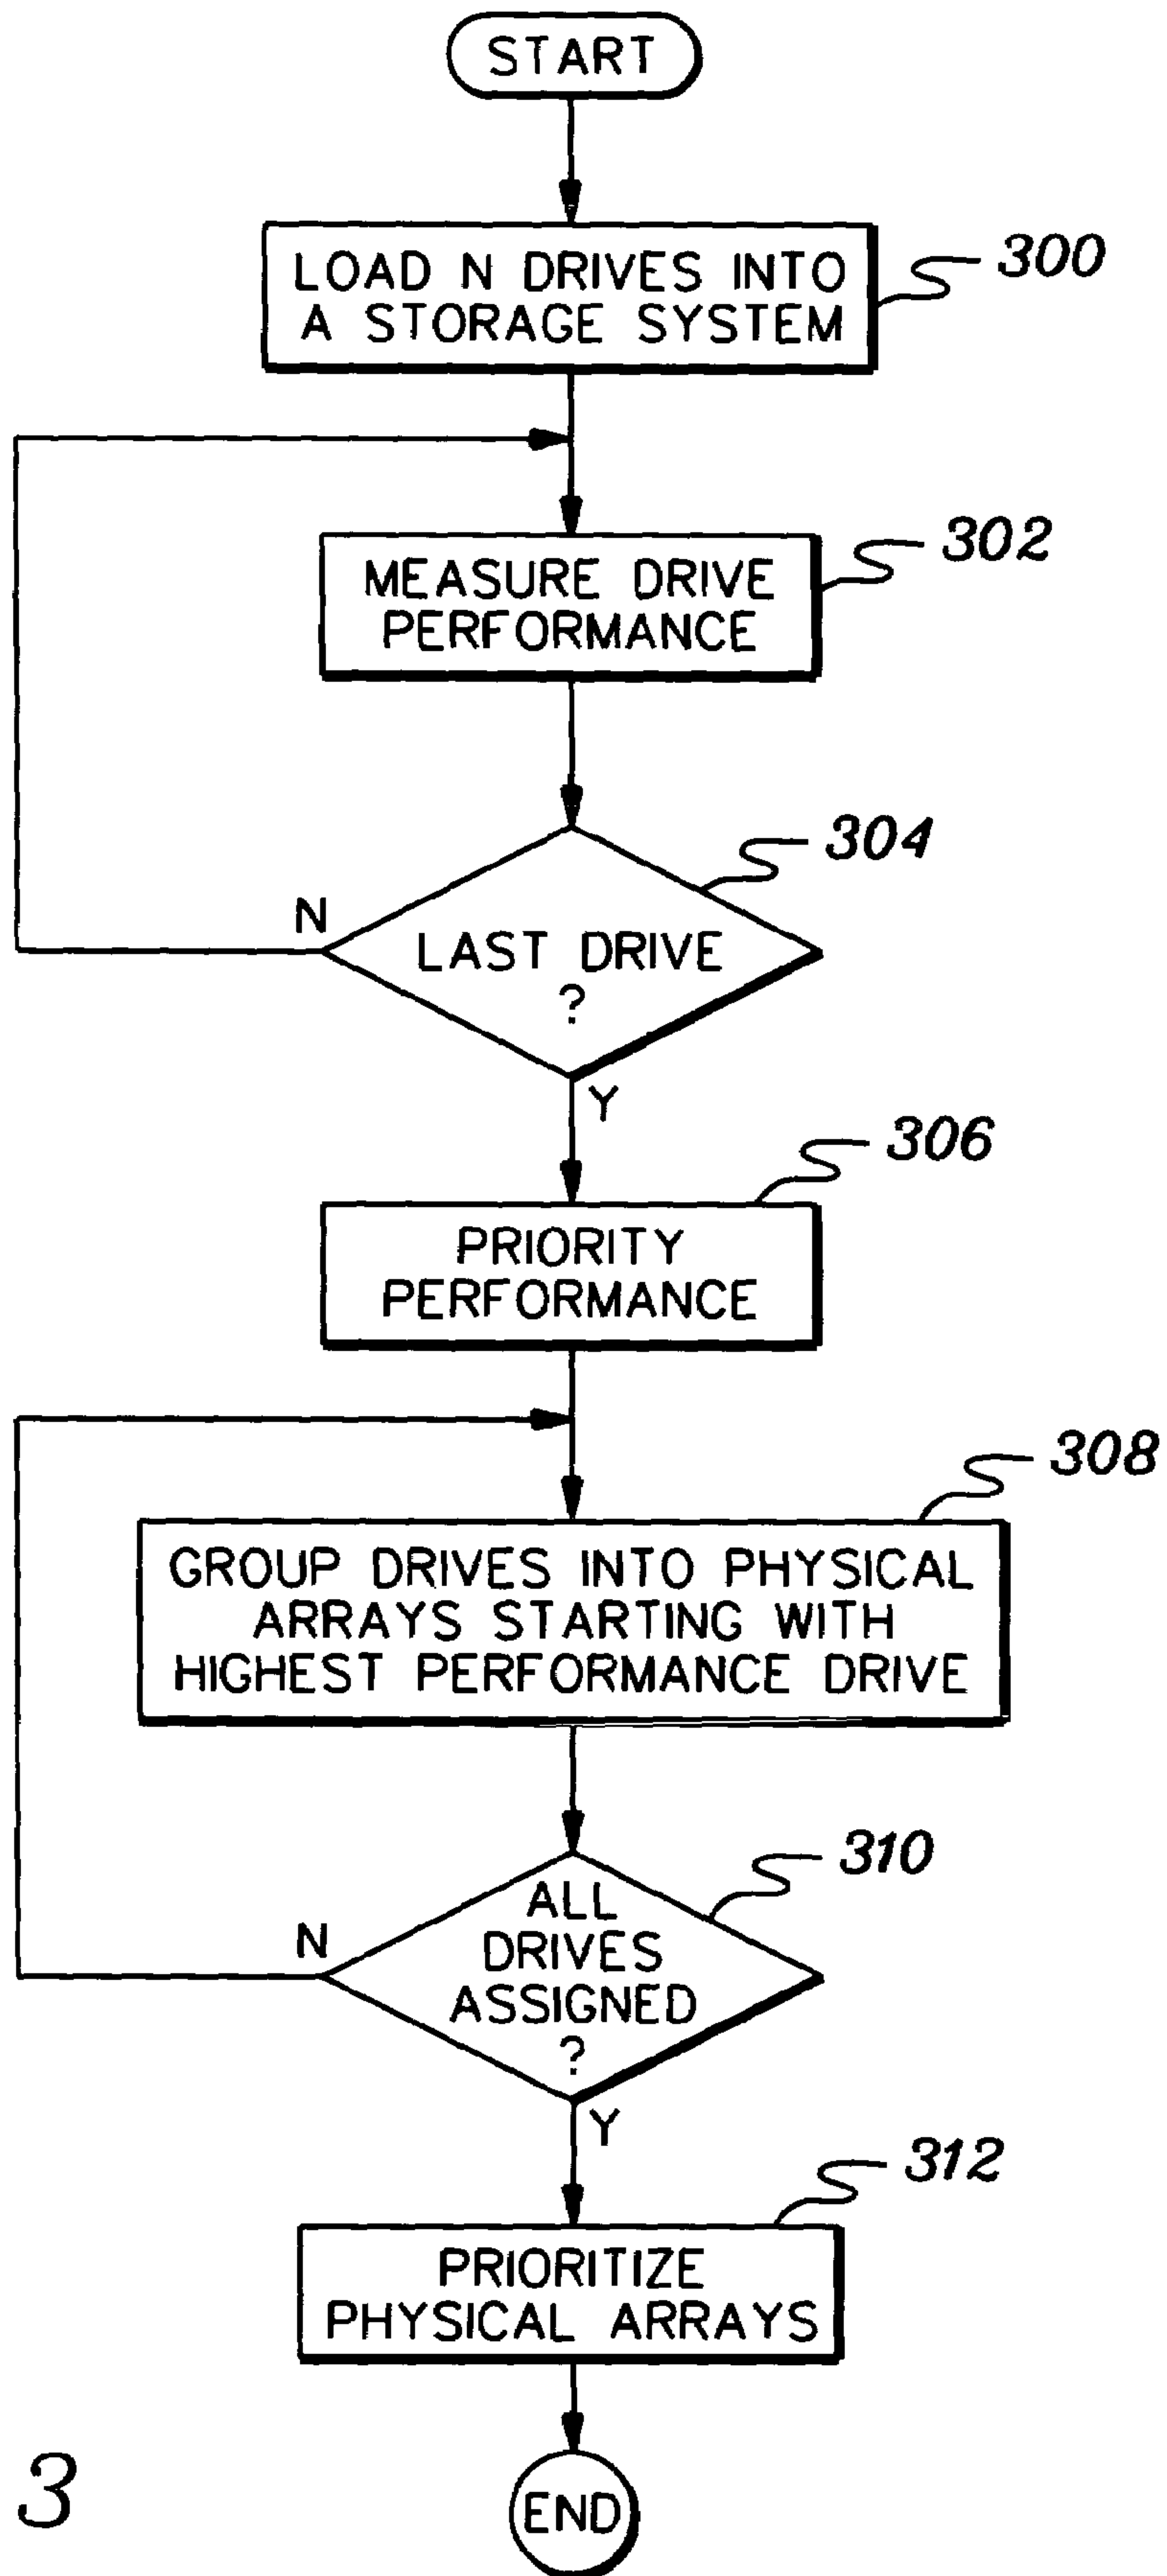 START
LOAD N DRIVES INTO
A STORAGE SYSTEM
300
MEASURE DRIVE
PERFORMANCE
302
LAST DRIVE
?
304
N
Y
PRIORITY
PERFORMANCE
306
GROUP DRIVES INTO PHYSICAL
ARRAYS STARTING WITH
HIGHEST PERFORMANCE DRIVE
308
ALL
DRIVES
ASSIGNED
?
310
N
Y
PRIORITIZE
PHYSICAL ARRAYS
312
END
3